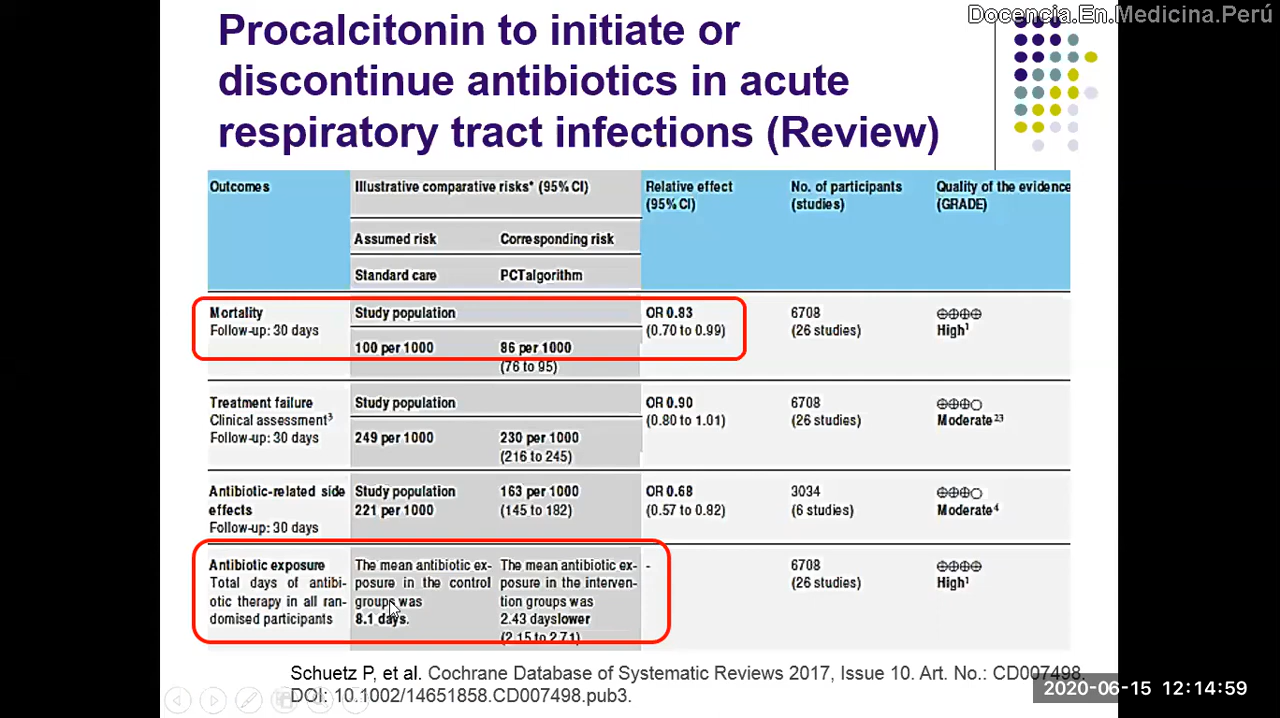 Docencia.En.Medicina.Perú
Procalcitonin to initiate or
discontinue antibiotics in acute
respiratory tract infections (Review)
Outcomes
Illustrative comparative risks* (95% CI)
Relative effect
(95% CI)
No. of participants
(studies)
Quality of the evidence
(GRADE)
Assumed risk
Corresponding risk
Standard care
PCT algorithm
Mortality
Follow-up: 30 days
Study population
100 per 1000
86 per 1000
(76 to 95)
OR 0.83
(0.70 to 0.99)
6708
(26 studies)
⊕⊕⊕⊕
High¹
Treatment failure
Clinical assessment³
Follow-up: 30 days
Study population
249 per 1000
230 per 1000
(216 to 245)
OR 0.90
(0.80 to 1.01)
6708
(26 studies)
⊕⊕⊕○
Moderate²³
Antibiotic-related side
effects
Follow-up: 30 days
Study population
221 per 1000
163 per 1000
(145 to 182)
OR 0.68
(0.57 to 0.82)
3034
(6 studies)
⊕⊕⊕○
Moderate⁴
Antibiotic exposure
Total days of antibi-
otic therapy in all ran-
domised participants
The mean antibiotic ex-
posure in the control
groups was
8.1 days.
The mean antibiotic ex-
posure in the interven-
tion groups was
2.43 dayslower
(2.15 to 2.71)
-
6708
(26 studies)
⊕⊕⊕⊕
High¹
Schuetz P, et al. Cochrane Database of Systematic Reviews 2017, Issue 10. Art. No.: CD007498.
DOI: 10.1002/14651858.CD007498.pub3.
2020-06-15 12:14:59